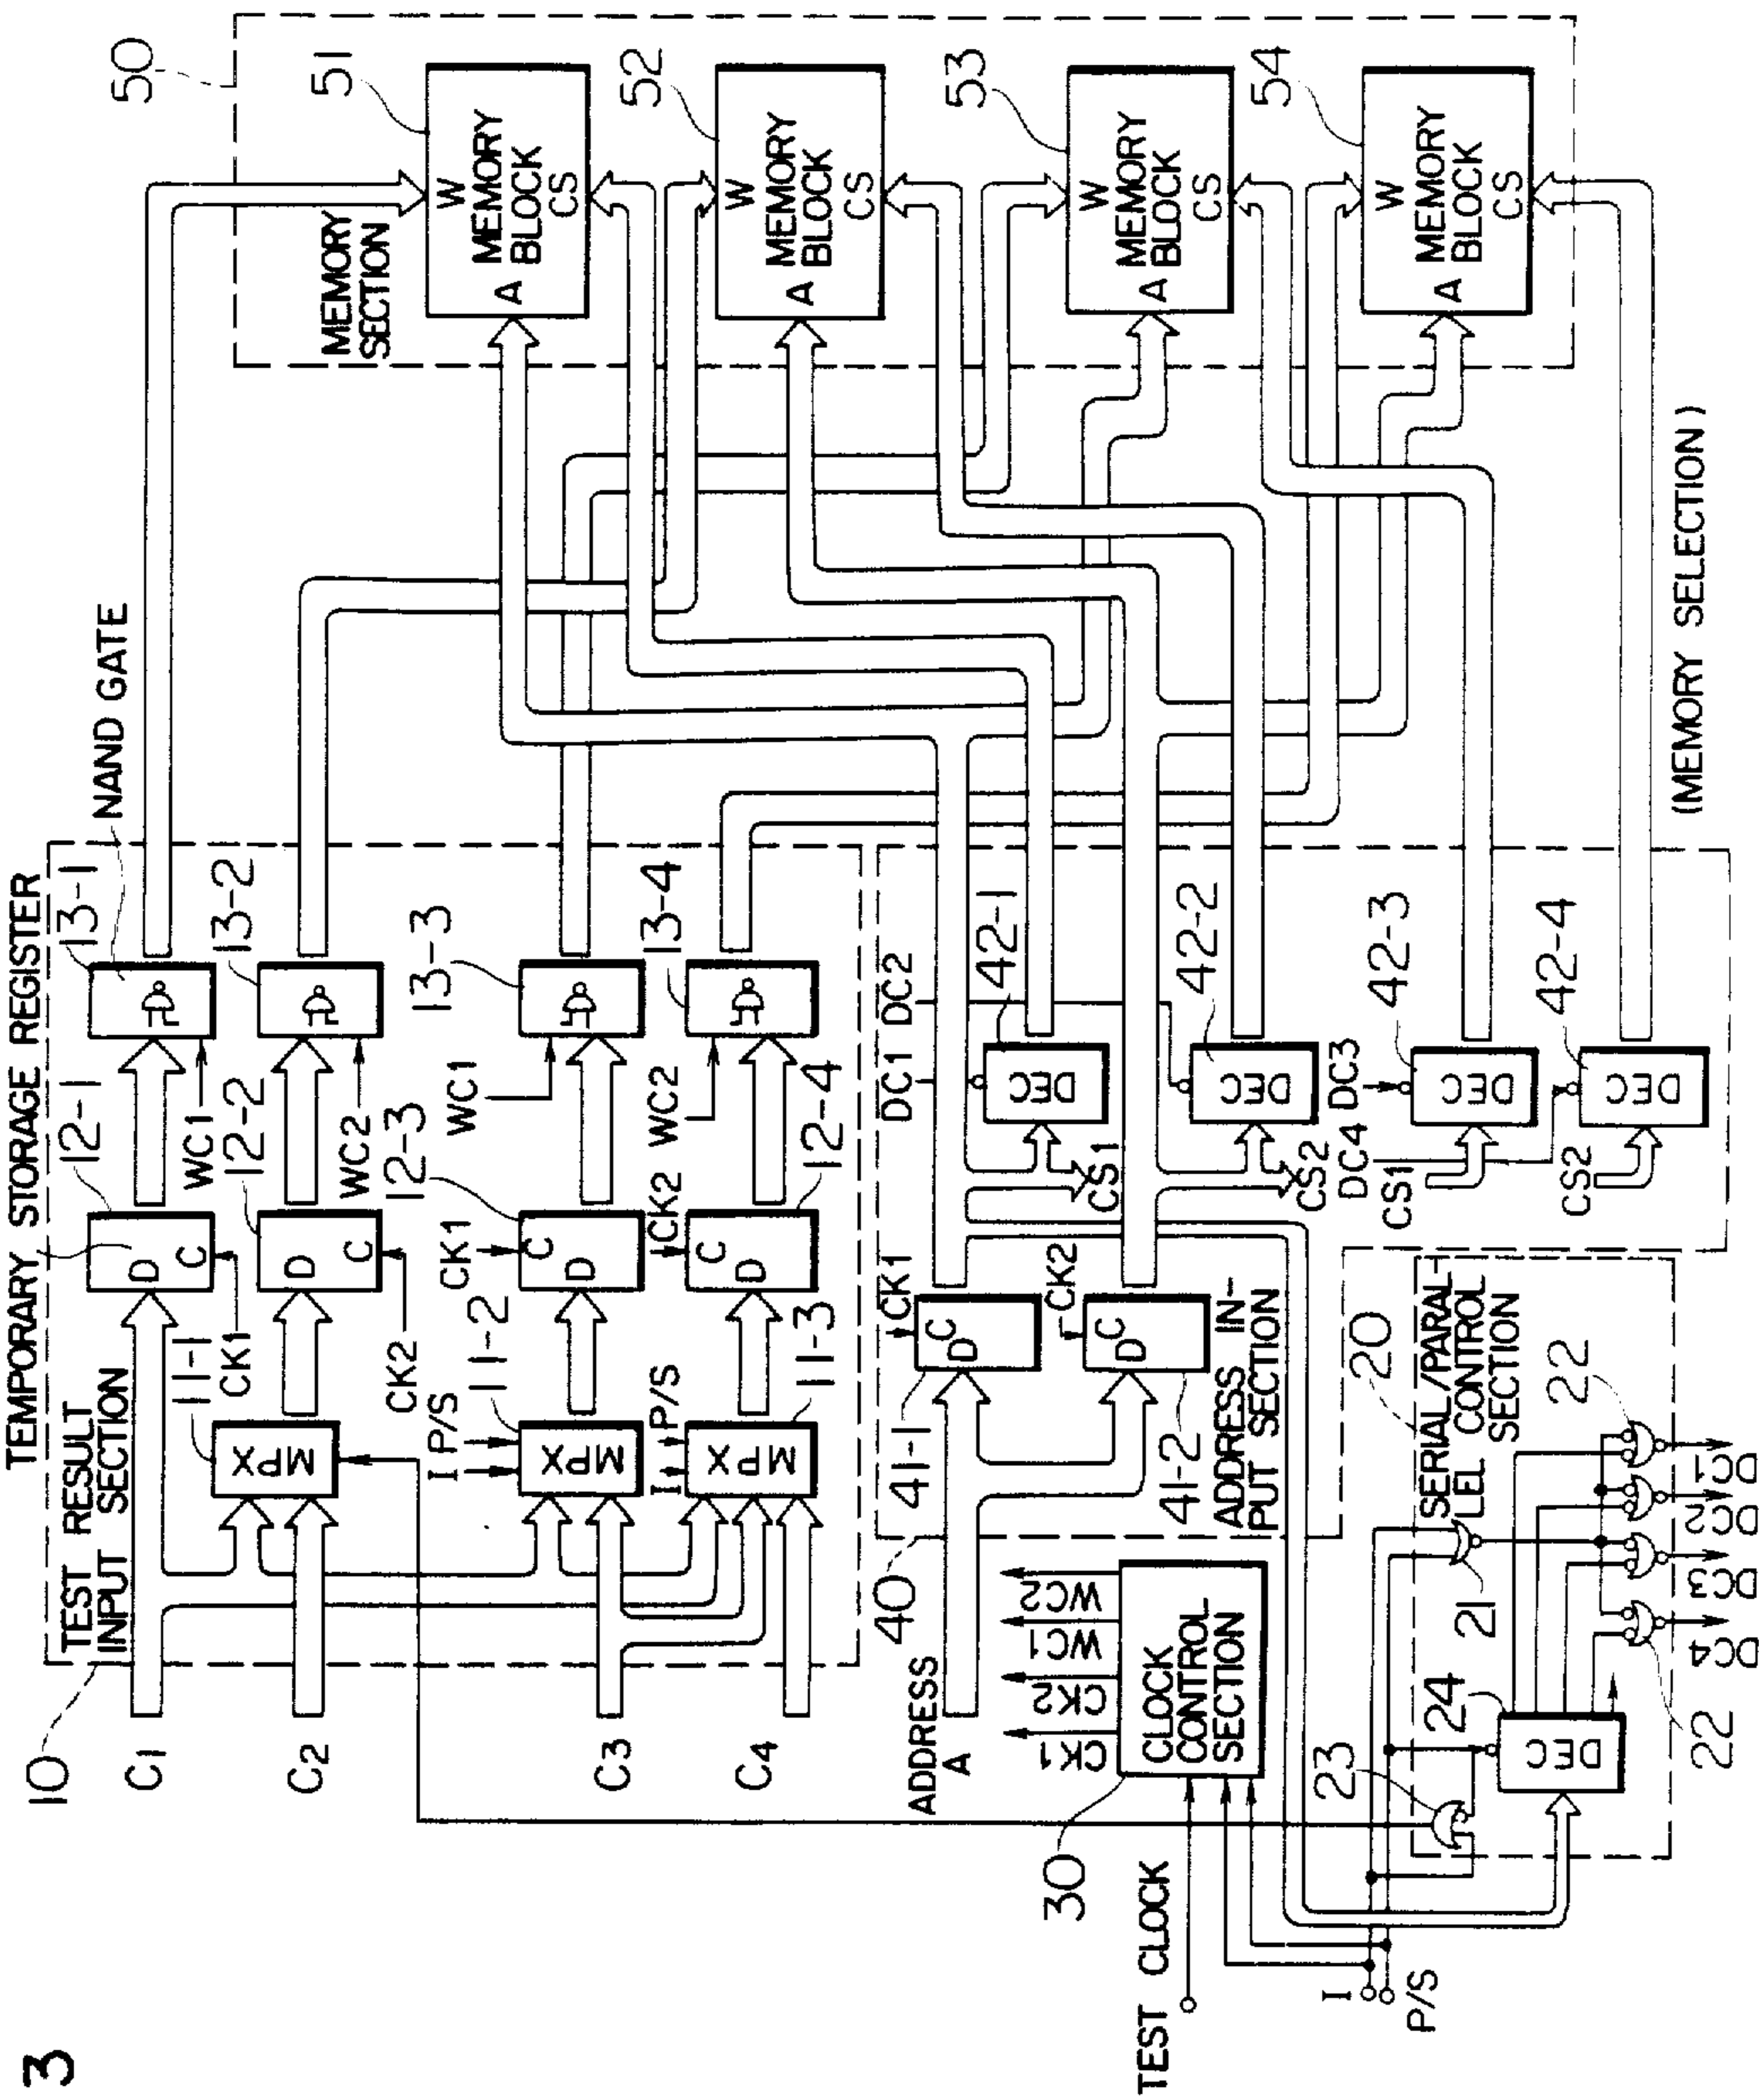 3
TEMPORARY STORAGE REGISTER
NAND GATE
10
TEST RESULT
INPUT SECTION
C1
C2
C3
C4
11-1
11-2
11-3
MPX
MPX
MPX
I
P/S
I
P/S
12-1
12-2
12-3
12-4
D
C
D
C
C
D
C
D
CK1
CK2
CK1
CK2
13-1
13-2
13-3
13-4
WC1
WC2
WC1
WC2
50
MEMORY
SECTION
51
W
MEMORY
BLOCK
A
CS
52
W
MEMORY
BLOCK
A
CS
53
W
MEMORY
BLOCK
A
CS
54
W
MEMORY
BLOCK
A
CS
(MEMORY SELECTION)
40
ADDRESS
A
ADDRESS IN-
PUT SECTION
41-1
41-2
CK1
CK2
D
C
D
C
DC1
DC2
42-1
42-2
42-3
42-4
DEC
DEC
DEC
DEC
CS1
CS2
DC3
DC4
CS1
CS2
30
CLOCK
CONTROL
SECTION
CK1
CK2
WC1
WC2
TEST CLOCK
I
P/S
20
SERIAL/PARAL-
LEL CONTROL
SECTION
21
22
22
23
24
DEC
DC1
DC2
DC3
DC4